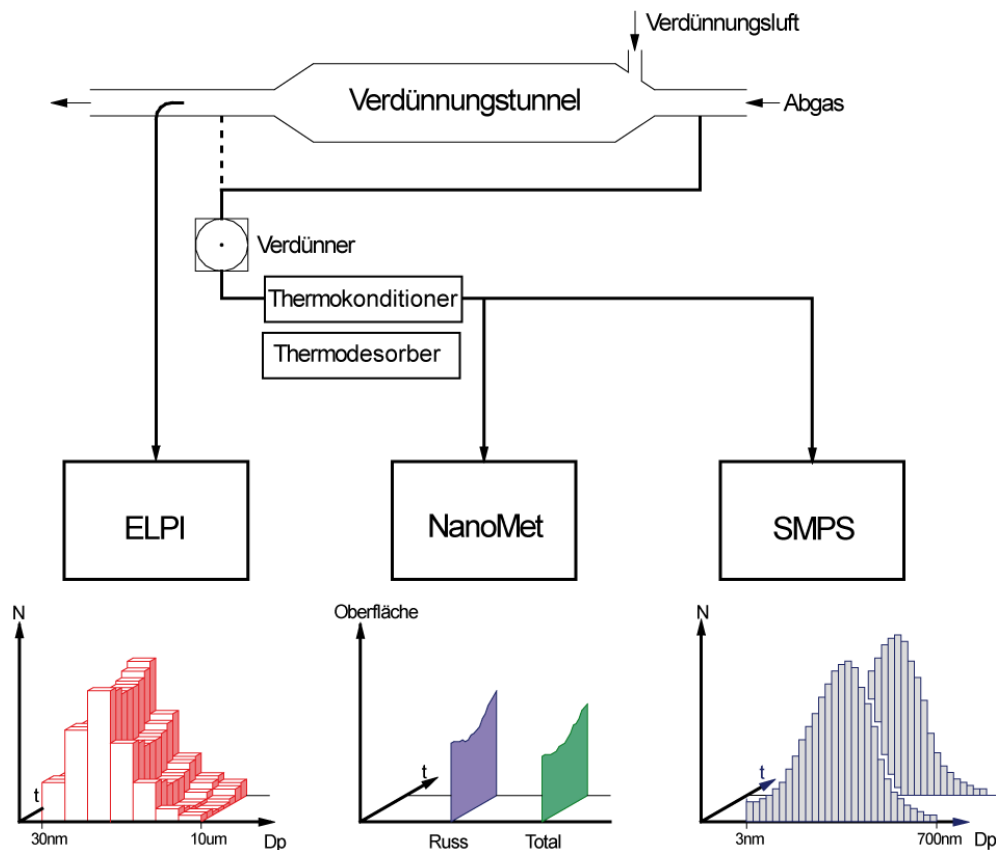 Verdünnungsluft
Verdünnungstunnel
Abgas
Verdünner
Thermokonditioner
Thermodesorber
ELPI
NanoMet
SMPS
N
Oberfläche
N
t
t
t
30nm
10um
Dp
Russ
Total
3nm
700nm
Dp